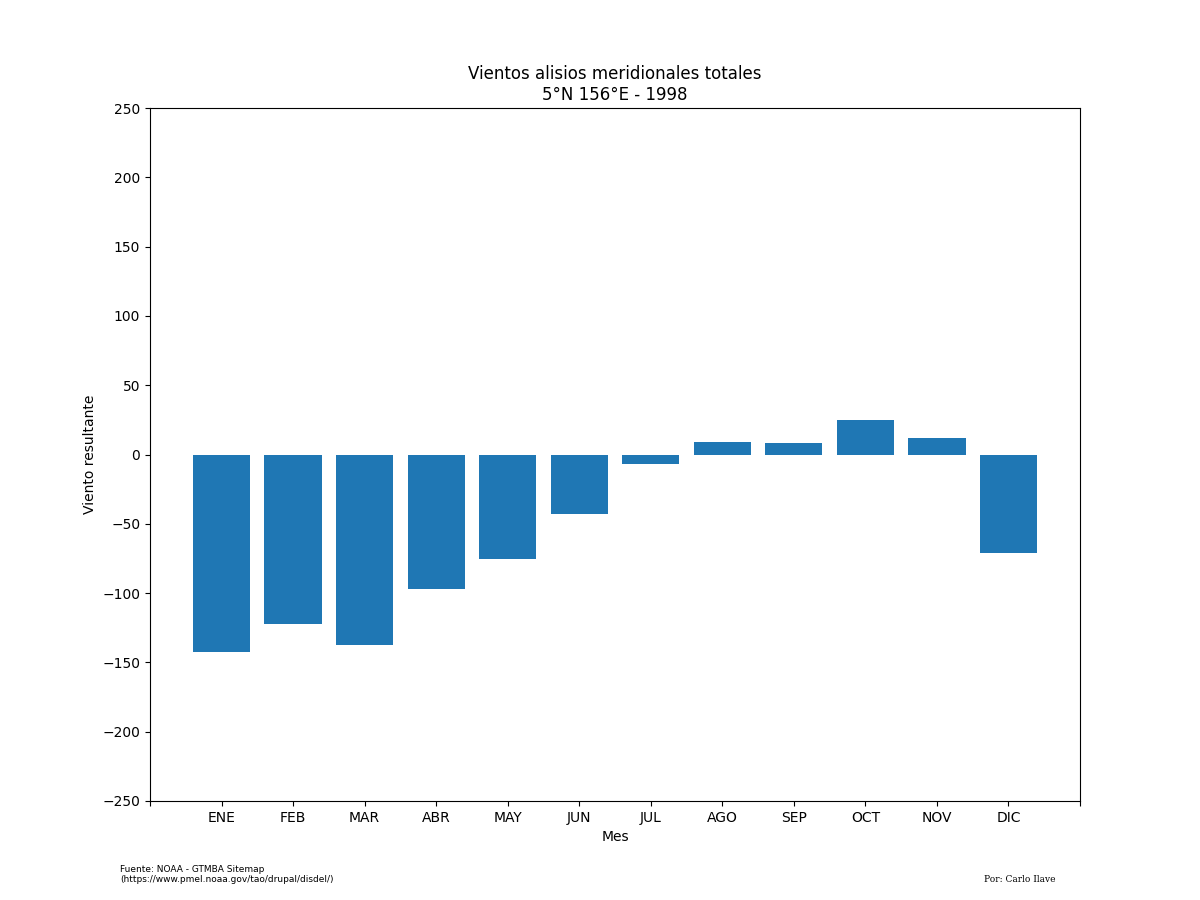 Vientos alisios meridionales totales
5°N 156°E - 1998
250
200
150
100
50
0
−50
−100
−150
−200
−250
Viento resultante
ENE FEB MAR ABR MAY JUN JUL AGO SEP OCT NOV DIC
Mes
Fuente: NOAA - GTMBA Sitemap
(https://www.pmel.noaa.gov/tao/drupal/disdel/)
Por: Carlo Ilave